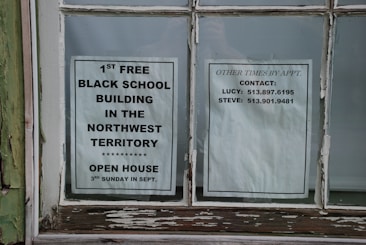 1ST FREE
BLACK SCHOOL
BUILDING
IN THE
NORTHWEST
TERRITORY
**********
OPEN HOUSE
3RD SUNDAY IN SEPT.
OTHER TIMES BY APPT.
CONTACT:
LUCY: 513.897.6195
STEVE: 513.901.9481